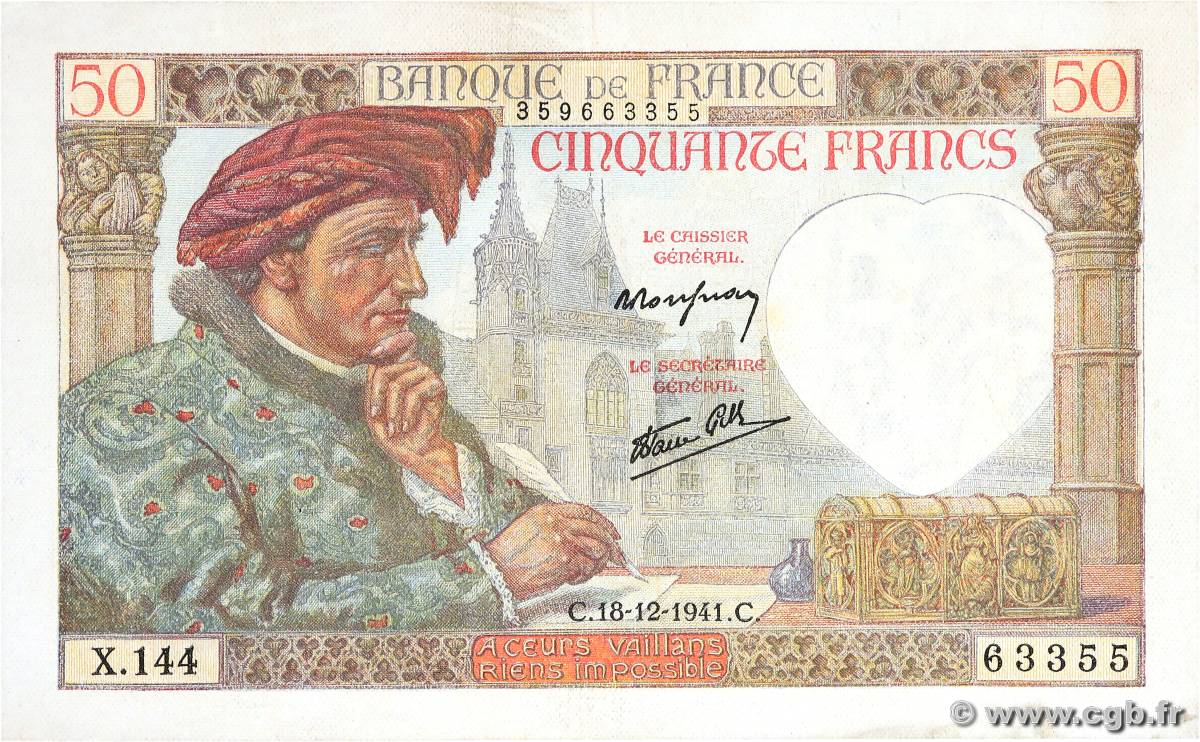 50
BANQUE DE FRANCE
50
359663355
CINQUANTE FRANCS
LE CAISSIER
GÉNÉRAL.
LE SECRÉTAIRE
GÉNÉRAL.
C.18-12-1941.C.
X.144
A CEURS VAILLANS
RIENS IMPOSSIBLE
63355
© www.cgb.fr